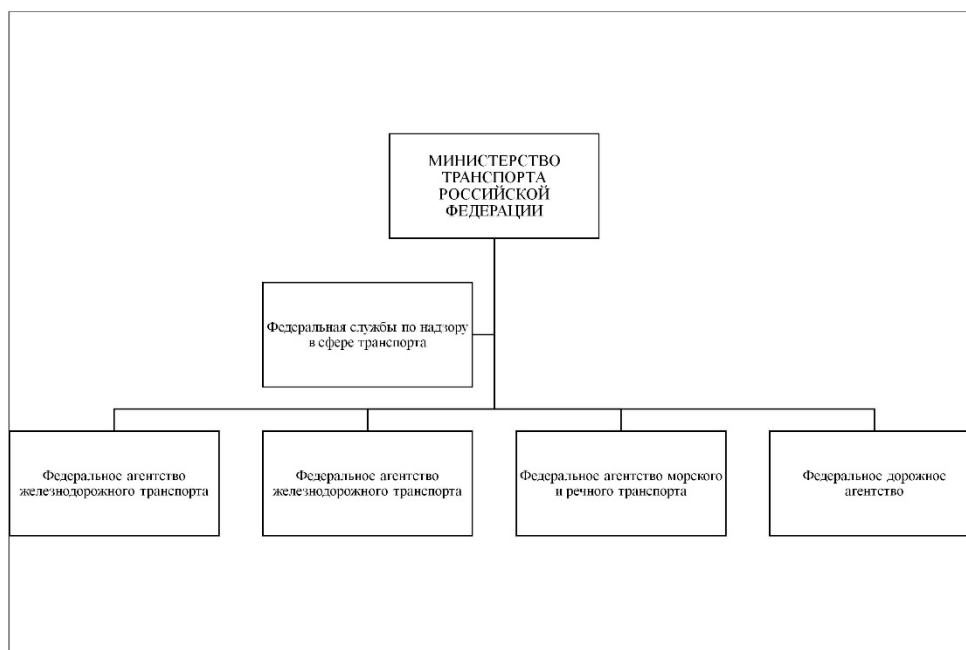 МИНИСТЕРСТВО
ТРАНСПОРТА
РОССИЙСКОЙ
ФЕДЕРАЦИИ
Федеральная службы по надзору
в сфере транспорта
Федеральное агентство
железнодорожного транспорта
Федеральное агентство
железнодорожного транспорта
Федеральное агентство морского
и речного транспорта
Федеральное дорожное
агентство